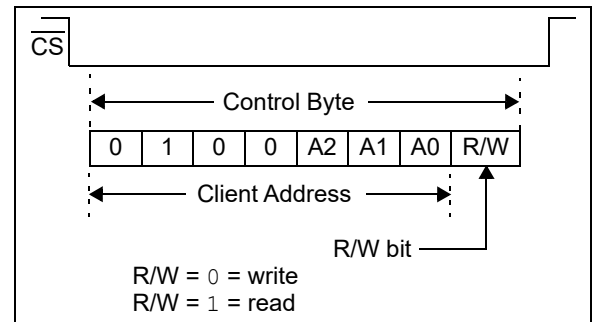 CS
Control Byte
0 1 0 0 A2 A1 A0 R/W
Client Address
R/W bit
R/W = 0 = write
R/W = 1 = read